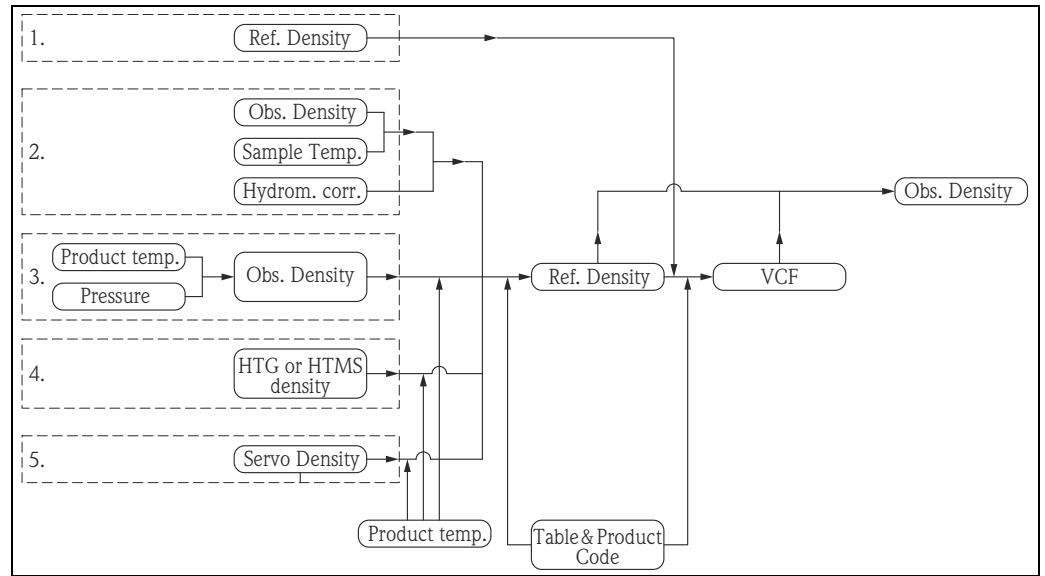 1.
Ref. Density
2.
Obs. Density
Sample Temp.
Hydrom. corr.
Obs. Density
3.
Product temp.
Pressure
Obs. Density
Ref. Density
VCF
4.
HTG or HTMS
density
5.
Servo Density
Product temp.
Table & Product
Code